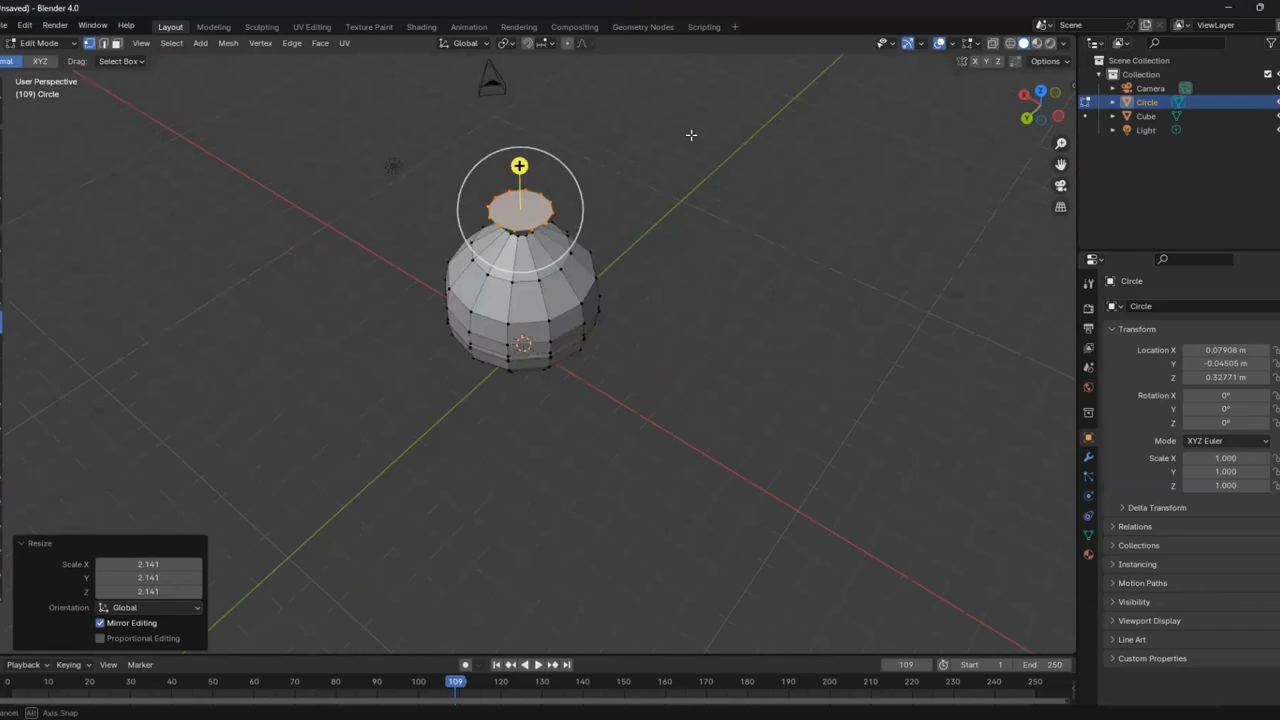 nsaved) - Blender 4.0
Edit Render Window Help Layout Modeling Sculpting UV Editing Texture Paint Shading Animation Rendering Compositing Geometry Nodes Scripting + Scene ViewLayer
Edit Mode View Select Add Mesh Vertex Edge Face UV Global
mal XYZ Drag: Select Box X Y Z Options
User Perspective
(109) Circle
Z
X
Y
Scene Collection
Collection
Camera
Circle
Cube
Light
Circle
Circle
Transform
Location X 0.07908 m
Y -0.04505 m
Z 0.32771 m
Rotation X 0°
Y 0°
Z 0°
Mode XYZ Euler
Scale X 1.000
Y 1.000
Z 1.000
Delta Transform
Relations
Collections
Instancing
Motion Paths
Visibility
Viewport Display
Line Art
Custom Properties
Resize
Scale X 2.141
Y 2.141
Z 2.141
Orientation Global
Mirror Editing
Proportional Editing
Playback Keying View Marker 109 Start 1 End 250
0 10 20 30 40 50 60 70 80 90 100 109 120 130 140 150 160 170 180 190 200 210 220 230 240 250
ancel Alt Axis Snap